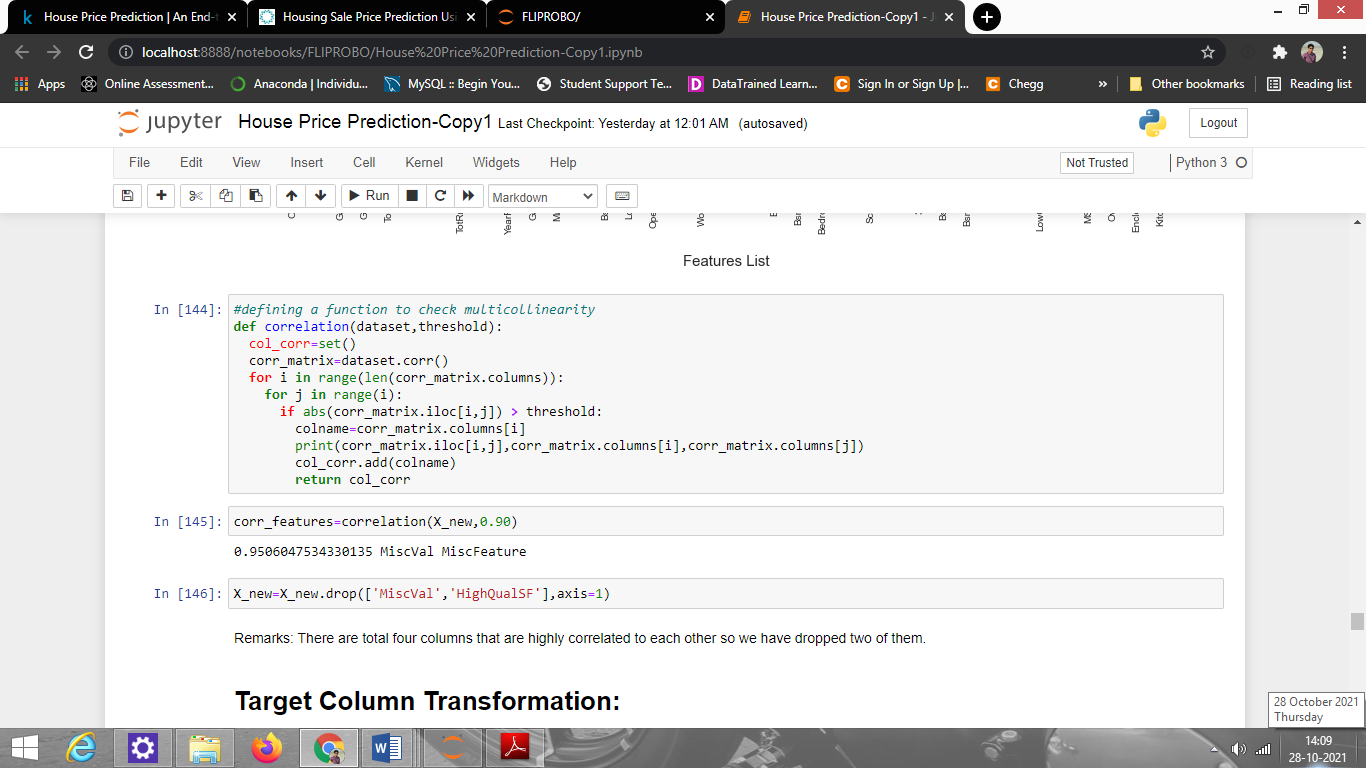 House Price Prediction | An End-t
Housing Sale Price Prediction Usi
FLIPROBO/
House Price Prediction-Copy1 - J
localhost:8888/notebooks/FLIPROBO/House%20Price%20Prediction-Copy1.ipynb
Apps
Online Assessment...
Anaconda | Individu...
MySQL :: Begin You...
Student Support Te...
DataTrained Learn...
Sign In or Sign Up |...
Chegg
»
Other bookmarks
Reading list
jupyter House Price Prediction-Copy1 Last Checkpoint: Yesterday at 12:01 AM (autosaved)
Logout
File Edit View Insert Cell Kernel Widgets Help
Not Trusted
Python 3
Run
Markdown
Features List
In [144]:
#defining a function to check multicollinearity
def correlation(dataset,threshold):
  col_corr=set()
  corr_matrix=dataset.corr()
  for i in range(len(corr_matrix.columns)):
    for j in range(i):
      if abs(corr_matrix.iloc[i,j]) > threshold:
        colname=corr_matrix.columns[i]
        print(corr_matrix.iloc[i,j],corr_matrix.columns[i],corr_matrix.columns[j])
        col_corr.add(colname)
        return col_corr
In [145]: corr_features=correlation(X_new,0.90)
0.9506047534330135 MiscVal MiscFeature
In [146]: X_new=X_new.drop(['MiscVal','HighQualSF'],axis=1)
Remarks: There are total four columns that are highly correlated to each other so we have dropped two of them.
Target Column Transformation:
28 October 2021
Thursday
14:09
28-10-2021